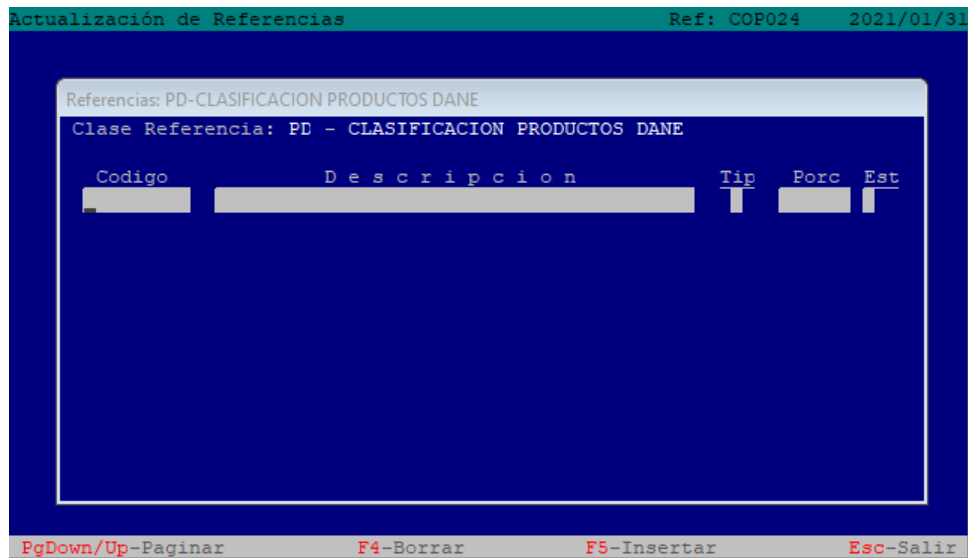 Actualización de Referencias Ref: COP024 2021/01/31
Referencias: PD-CLASIFICACION PRODUCTOS DANE
Clase Referencia: PD - CLASIFICACION PRODUCTOS DANE
Codigo D e s c r i p c i o n Tip Porc Est
PgDown/Up-Paginar F4-Borrar F5-Insertar Esc-Salir